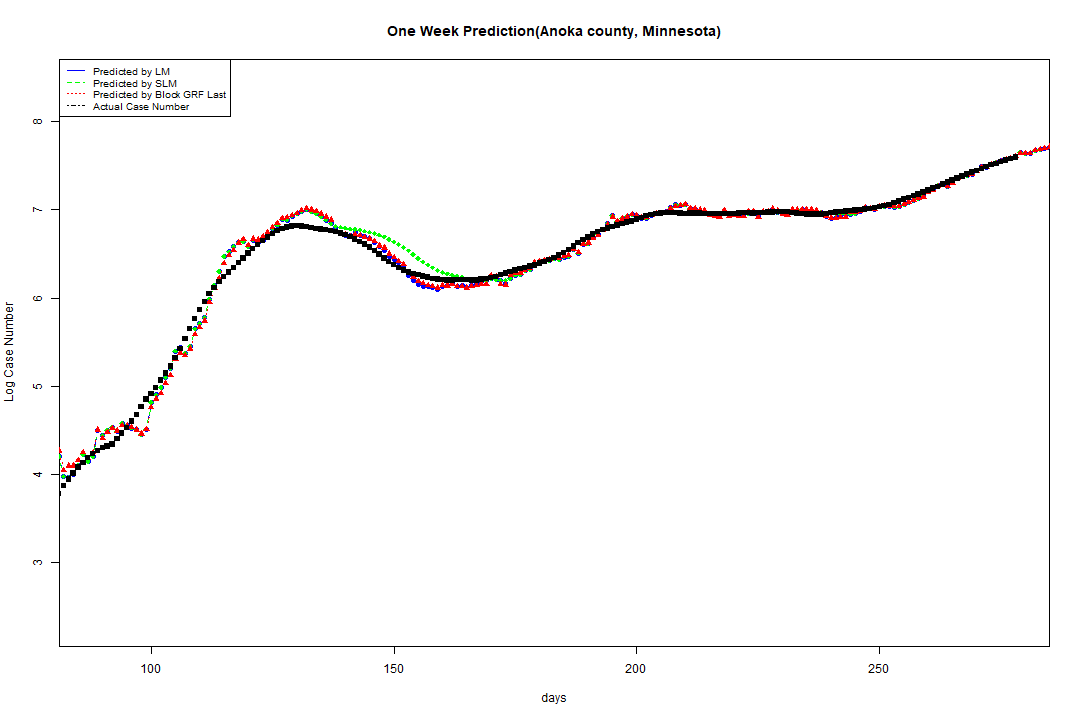 One Week Prediction(Anoka county, Minnesota)
Predicted by LM
Predicted by SLM
Predicted by Block GRF Last
Actual Case Number
Log Case Number
8
7
6
5
4
3
100 150 200 250
days